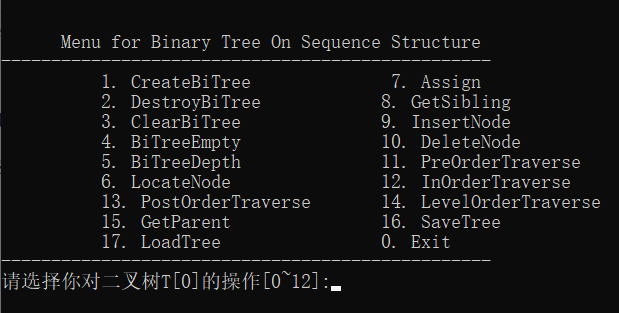 Menu for Binary Tree On Sequence Structure
-------------------------------------------------
1. CreateBiTree 7. Assign
2. DestroyBiTree 8. GetSibling
3. ClearBiTree 9. InsertNode
4. BiTreeEmpty 10. DeleteNode
5. BiTreeDepth 11. PreOrderTraverse
6. LocateNode 12. InOrderTraverse
13. PostOrderTraverse 14. LevelOrderTraverse
15. GetParent 16. SaveTree
17. LoadTree 0. Exit
-------------------------------------------------
请选择你对二叉树T[0]的操作[0~12]: